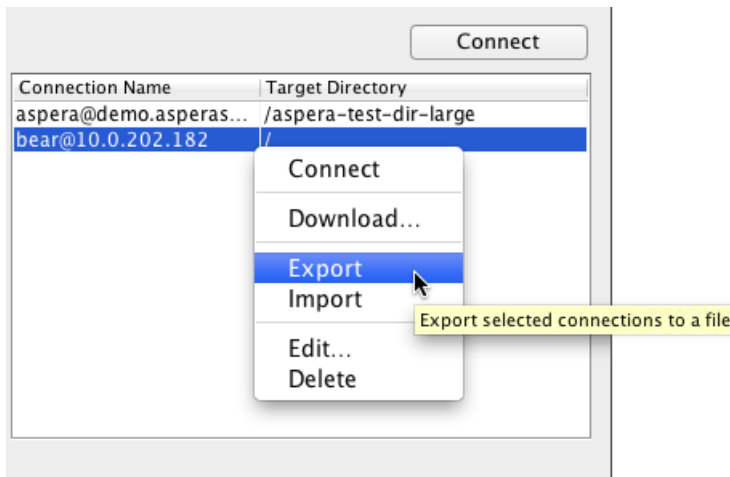 Connect
Connection Name Target Directory
aspera@demo.asperas... /aspera-test-dir-large
bear@10.0.202.182 /
Connect
Download...
Export
Import
Export selected connections to a file
Edit...
Delete